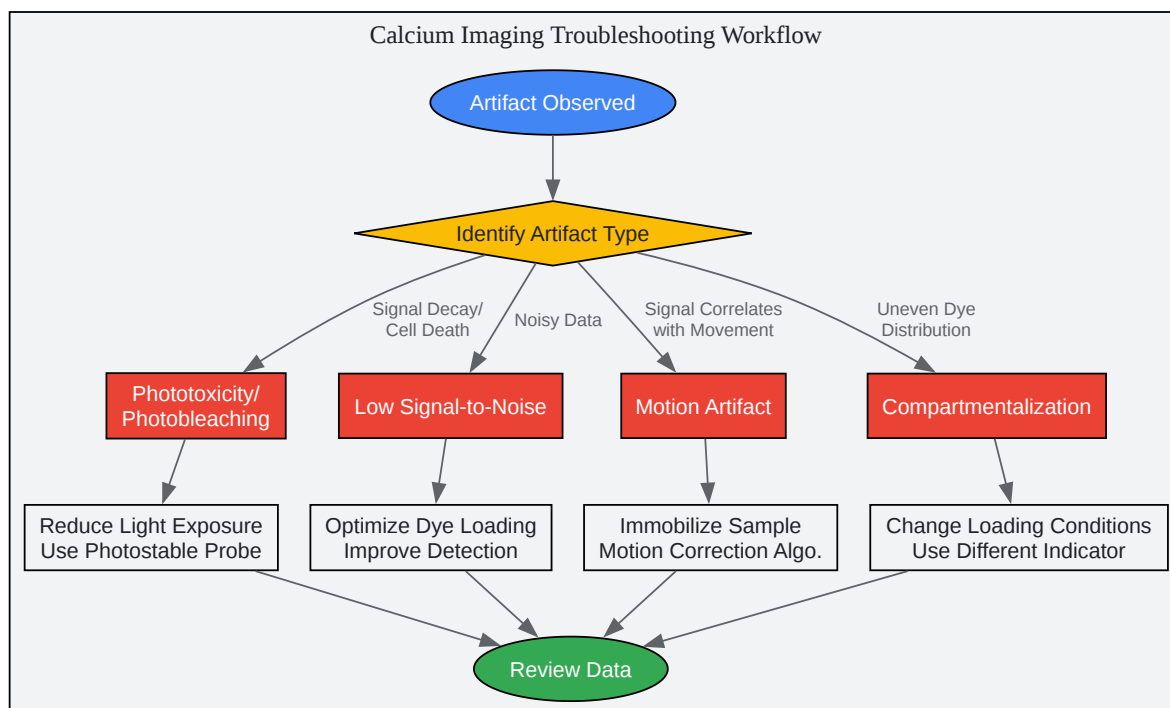 Calcium Imaging Troubleshooting Workflow
Artifact Observed
Identify Artifact Type
Signal Decay/
Cell Death
Noisy Data
Signal Correlates
with Movement
Uneven Dye
Distribution
Phototoxicity/
Photobleaching
Low Signal-to-Noise
Motion Artifact
Compartmentalization
Reduce Light Exposure
Use Photostable Probe
Optimize Dye Loading
Improve Detection
Immobilize Sample
Motion Correction Algo.
Change Loading Conditions
Use Different Indicator
Review Data